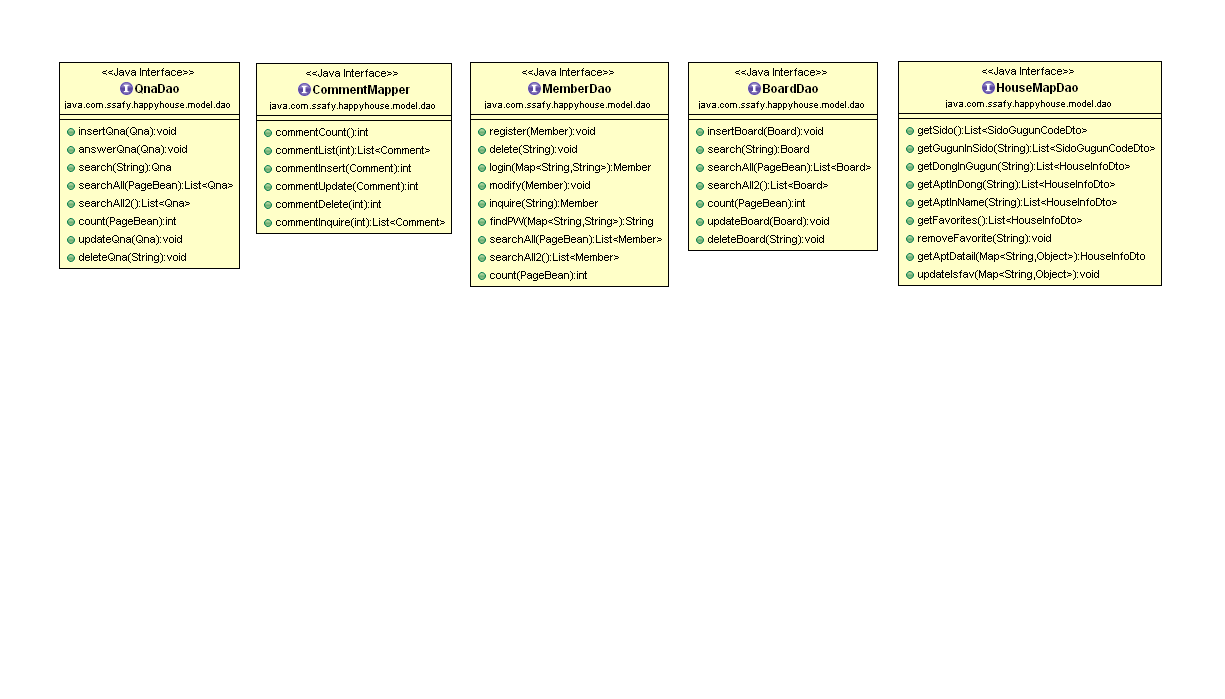 <<Java Interface>>
QnaDao
java.com.ssafy.happyhouse.model.dao
insertQna(Qna):void
answerQna(Qna):void
search(String):Qna
searchAll(PageBean):List<Qna>
searchAll2():List<Qna>
count(PageBean):int
updateQna(Qna):void
deleteQna(String):void
<<Java Interface>>
CommentMapper
java.com.ssafy.happyhouse.model.dao
commentCount():int
commentList(int):List<Comment>
commentInsert(Comment):int
commentUpdate(Comment):int
commentDelete(int):int
commentInquire(int):List<Comment>
<<Java Interface>>
MemberDao
java.com.ssafy.happyhouse.model.dao
register(Member):void
delete(String):void
login(Map<String,String>):Member
modify(Member):void
inquire(String):Member
findPW(Map<String,String>):String
searchAll(PageBean):List<Member>
searchAll2():List<Member>
count(PageBean):int
<<Java Interface>>
BoardDao
java.com.ssafy.happyhouse.model.dao
insertBoard(Board):void
search(String):Board
searchAll(PageBean):List<Board>
searchAll2():List<Board>
count(PageBean):int
updateBoard(Board):void
deleteBoard(String):void
<<Java Interface>>
HouseMapDao
java.com.ssafy.happyhouse.model.dao
getSido():List<SidoGugunCodeDto>
getGugunInSido(String):List<SidoGugunCodeDto>
getDongInGugun(String):List<HouseInfoDto>
getAptInDong(String):List<HouseInfoDto>
getAptInName(String):List<HouseInfoDto>
getFavorites():List<HouseInfoDto>
removeFavorite(String):void
getAptDatail(Map<String,Object>):HouseInfoDto
updateIsfav(Map<String,Object>):void